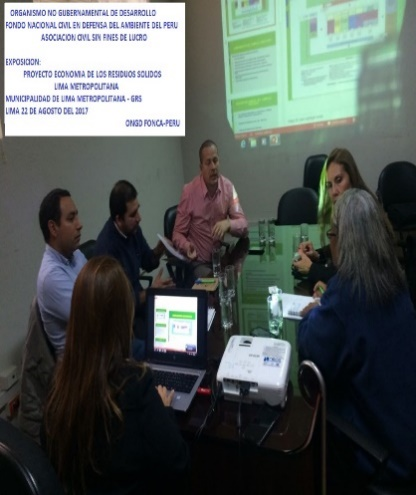 ORGANISMO NO GUBERNAMENTAL DE DESARROLLO
FONDO NACIONAL CIVIL EN DEFENSA DEL AMBIENTE DEL PERU
ASOCIACION CIVIL SIN FINES DE LUCRO
EXPOSICION:
PROYECTO ECONOMIA DE LOS RESIDUOS SOLIDOS
LIMA METROPOLITANA
MUNICIPALIDAD DE LIMA METROPOLITANA - GRS
LIMA 22 DE AGOSTO DEL 2017
ONGD FONCA-PERU